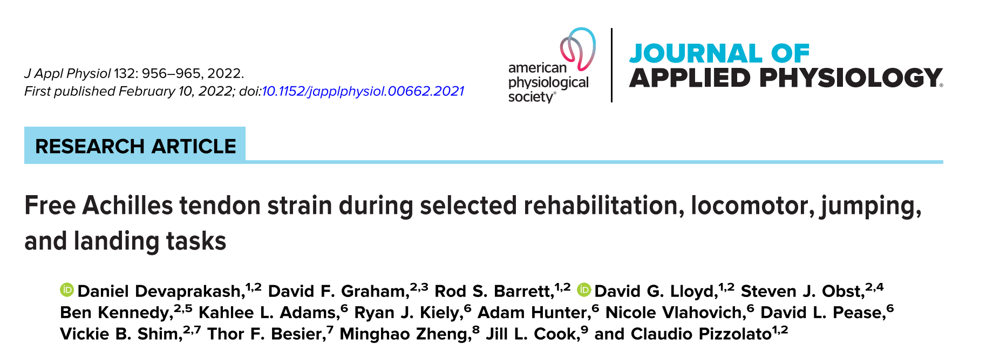 J Appl Physiol 132: 956–965, 2022.
First published February 10, 2022; doi:10.1152/japplphysiol.00662.2021
american
physiological
society®
JOURNAL OF
APPLIED PHYSIOLOGY®
RESEARCH ARTICLE
Free Achilles tendon strain during selected rehabilitation, locomotor, jumping,
and landing tasks
iD Daniel Devaprakash,1,2 David F. Graham,2,3 Rod S. Barrett,1,2 iD David G. Lloyd,1,2 Steven J. Obst,2,4
Ben Kennedy,2,5 Kahlee L. Adams,6 Ryan J. Kiely,6 Adam Hunter,6 Nicole Vlahovich,6 David L. Pease,6
Vickie B. Shim,2,7 Thor F. Besier,7 Minghao Zheng,8 Jill L. Cook,9 and Claudio Pizzolato1,2